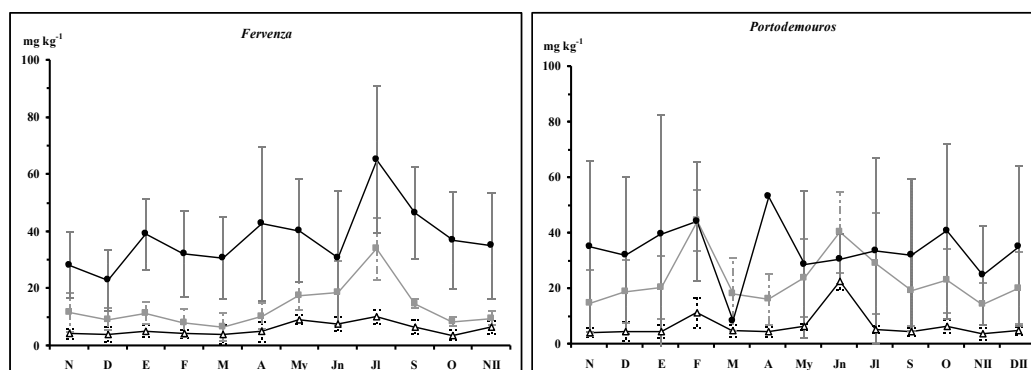 Fervenza
mg kg-1
100
80
60
40
20
0
N D E F M A My Jn Jl S O NII
Portodemouros
mg kg-1
100
80
60
40
20
0
N D E F M A My Jn Jl S O NII DII